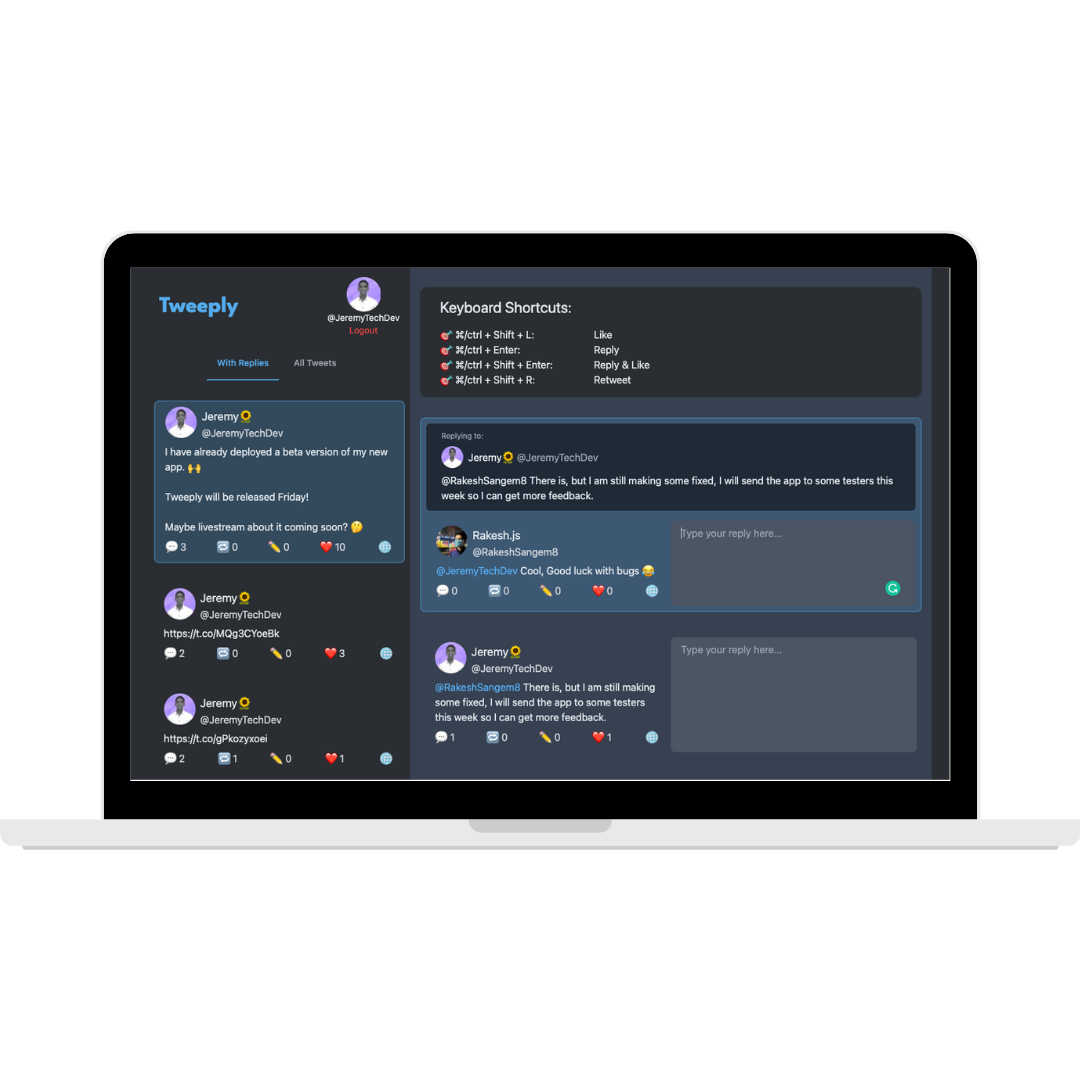 Tweeply
@JeremyTechDev
Logout
With Replies
All Tweets
Jeremy🌻
@JeremyTechDev
I have already deployed a beta version of my new
app. 🙌
Tweeply will be released Friday!
Maybe livestream about it coming soon? 🤔
💬 3 🔁 0 ✏️ 0 ❤️ 10 🌐
Jeremy🌻
@JeremyTechDev
https://t.co/MQg3CYoeBk
💬 2 🔁 0 ✏️ 0 ❤️ 3 🌐
Jeremy🌻
@JeremyTechDev
https://t.co/gPkozyxoei
💬 2 🔁 1 ✏️ 0 ❤️ 1 🌐
Keyboard Shortcuts:
🎯 ⌘/ctrl + Shift + L: Like
🎯 ⌘/ctrl + Enter: Reply
🎯 ⌘/ctrl + Shift + Enter: Reply & Like
🎯 ⌘/ctrl + Shift + R: Retweet
Replying to:
Jeremy🌻 @JeremyTechDev
@RakeshSangem8 There is, but I am still making some fixed, I will send the app to some testers this
week so I can get more feedback.
Rakesh.js
@RakeshSangem8
@JeremyTechDev Cool, Good luck with bugs 😂
💬 0 🔁 0 ✏️ 0 ❤️ 0 🌐
Type your reply here...
Jeremy🌻
@JeremyTechDev
@RakeshSangem8 There is, but I am still making
some fixed, I will send the app to some testers
this week so I can get more feedback.
💬 1 🔁 0 ✏️ 0 ❤️ 1 🌐
Type your reply here...